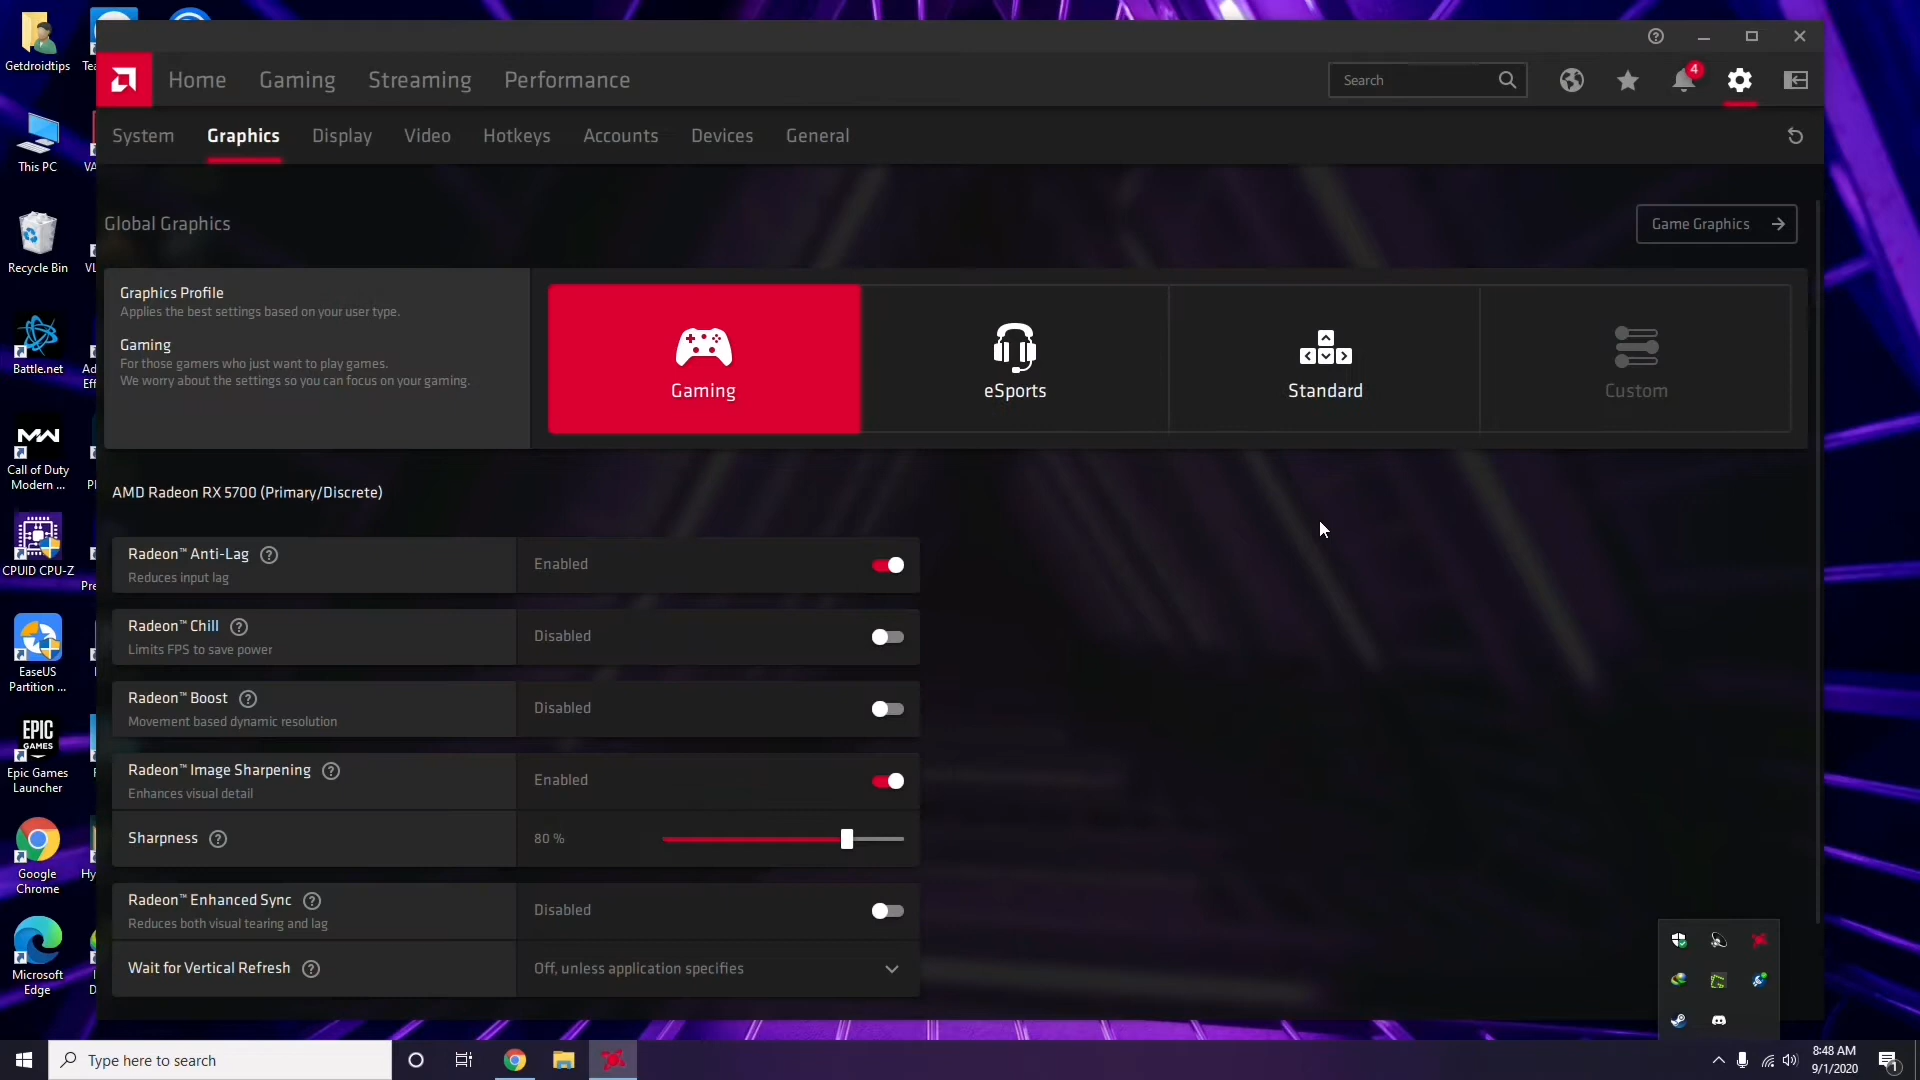 Getdroidtips
This PC
Recycle Bin
Battle.net
MW
Call of Duty
Modern ...
CPUID CPU-Z
EaseUS
Partition ...
EPIC
GAMES
Epic Games
Launcher
Google
Chrome
Microsoft
Edge
Home
Gaming
Streaming
Performance
Search
4
System
Graphics
Display
Video
Hotkeys
Accounts
Devices
General
Global Graphics
Game Graphics
Graphics Profile
Applies the best settings based on your user type.
Gaming
For those gamers who just want to play games.
We worry about the settings so you can focus on your gaming.
Gaming
eSports
Standard
Custom
AMD Radeon RX 5700 (Primary/Discrete)
Radeon™ Anti-Lag ?
Reduces input lag
Enabled
Radeon™ Chill ?
Limits FPS to save power
Disabled
Radeon™ Boost ?
Movement based dynamic resolution
Disabled
Radeon™ Image Sharpening ?
Enhances visual detail
Enabled
Sharpness ?
80 %
Radeon™ Enhanced Sync ?
Reduces both visual tearing and lag
Disabled
Wait for Vertical Refresh ?
Off, unless application specifies
Type here to search
8:48 AM
9/1/2020
1